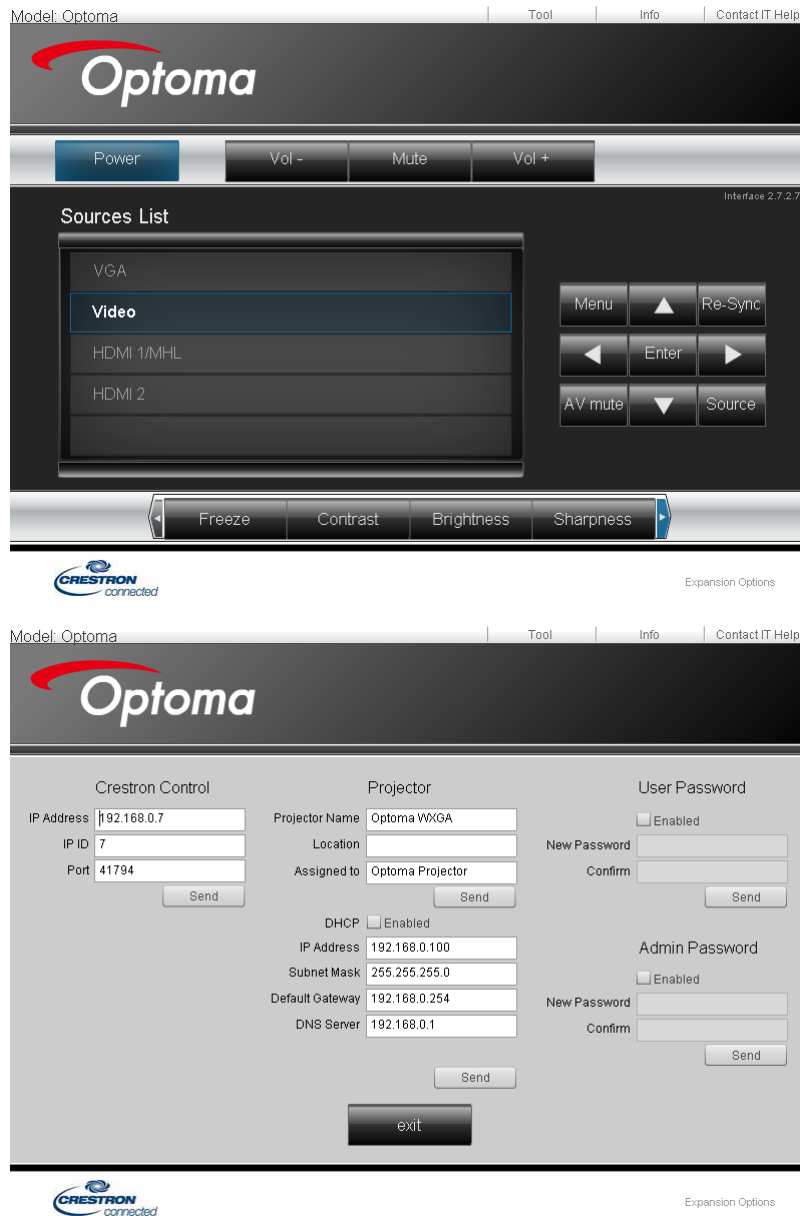 Model: Optoma
Tool
Info
Contact IT Help
Optoma
Power
Vol -
Mute
Vol +
Interface 2.7.2.7
Sources List
VGA
Video
HDMI 1/MHL
HDMI 2
Menu
Re-Sync
Enter
AV mute
Source
Freeze
Contrast
Brightness
Sharpness
CRESTRON
connected
Expansion Options
Model: Optoma
Tool
Info
Contact IT Help
Optoma
Crestron Control
IP Address 192.168.0.7
IP ID 7
Port 41794
Send
Projector
Projector Name Optoma WXGA
Location
Assigned to Optoma Projector
Send
DHCP Enabled
IP Address 192.168.0.100
Subnet Mask 255.255.255.0
Default Gateway 192.168.0.254
DNS Server 192.168.0.1
Send
User Password
Enabled
New Password
Confirm
Send
Admin Password
Enabled
New Password
Confirm
Send
exit
CRESTRON
connected
Expansion Options